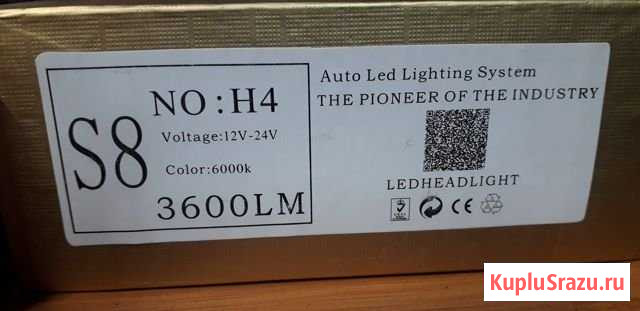 S8
NO:H4
Voltage:12V-24V
Color:6000k
3600LM
Auto Led Lighting System
THE PIONEER OF THE INDUSTRY
LEDHEADLIGHT
CE
KupluSrazu.ru